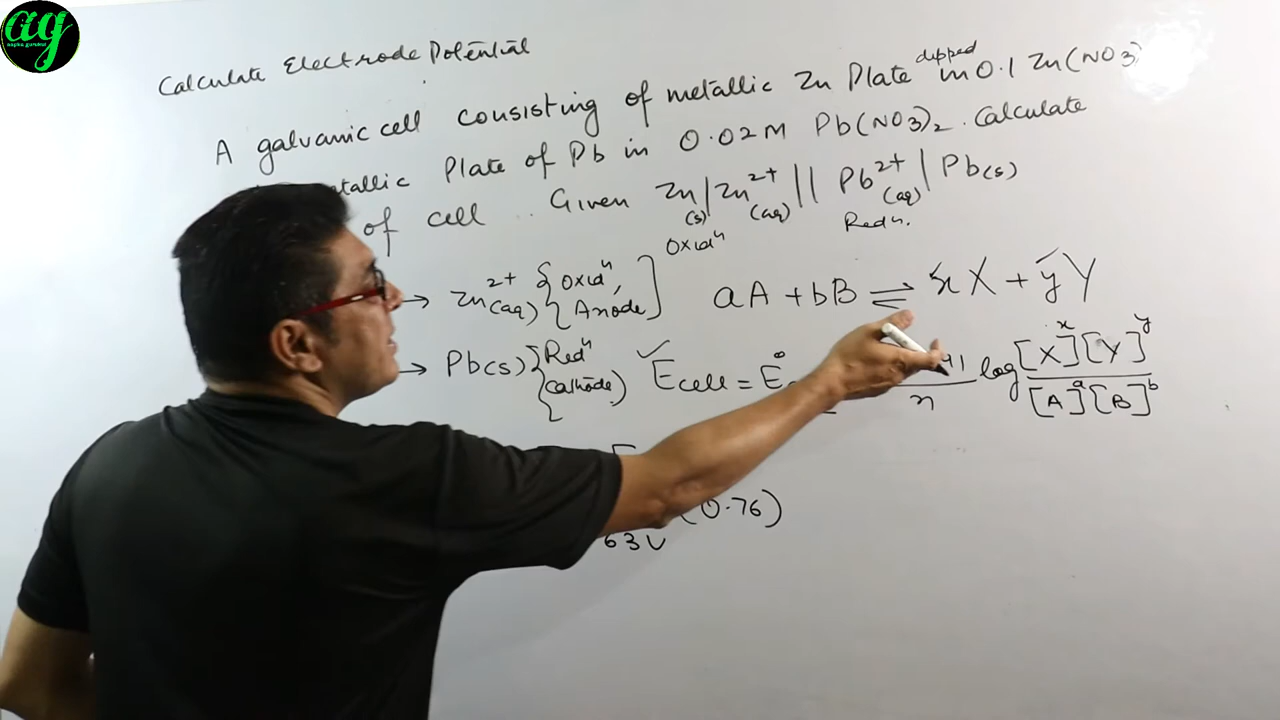 ag
aapka gurukul
Calculate Electrode Potential
A galvanic cell consisting of metallic Zn Plate dipped in 0.1 Zn(NO3)
Plate of Pb in 0.02M Pb(NO3)2. Calculate
of cell. Given Zn(s)|Zn2+(aq)||Pb2+(aq)|Pb(s)
Oxidn Redn.
→ Zn2+(aq) { Oxidn, Anode } aA + bB ⇌ xX + yY
→ Pb(s) { Redn (Cathode) ✓Ecell = E° n log [X]^x[Y]^y / [A]^a[B]^b
(0.76)
63V